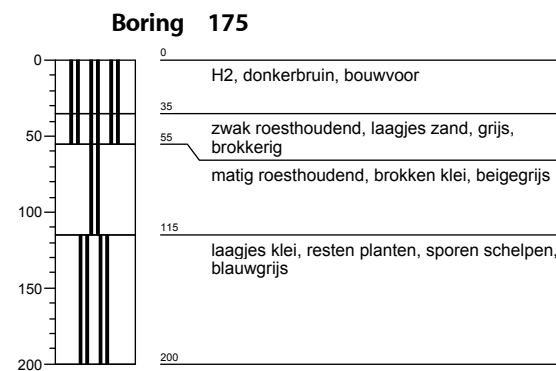 Boring 175
0
0
H2, donkerbruin, bouwvoor
35
zwak roesthoudend, laagjes zand, grijs,
brokkerig
50
55
matig roesthoudend, brokken klei, beigegrijs
100
115
laagjes klei, resten planten, sporen schelpen,
blauwgrijs
150
200
200